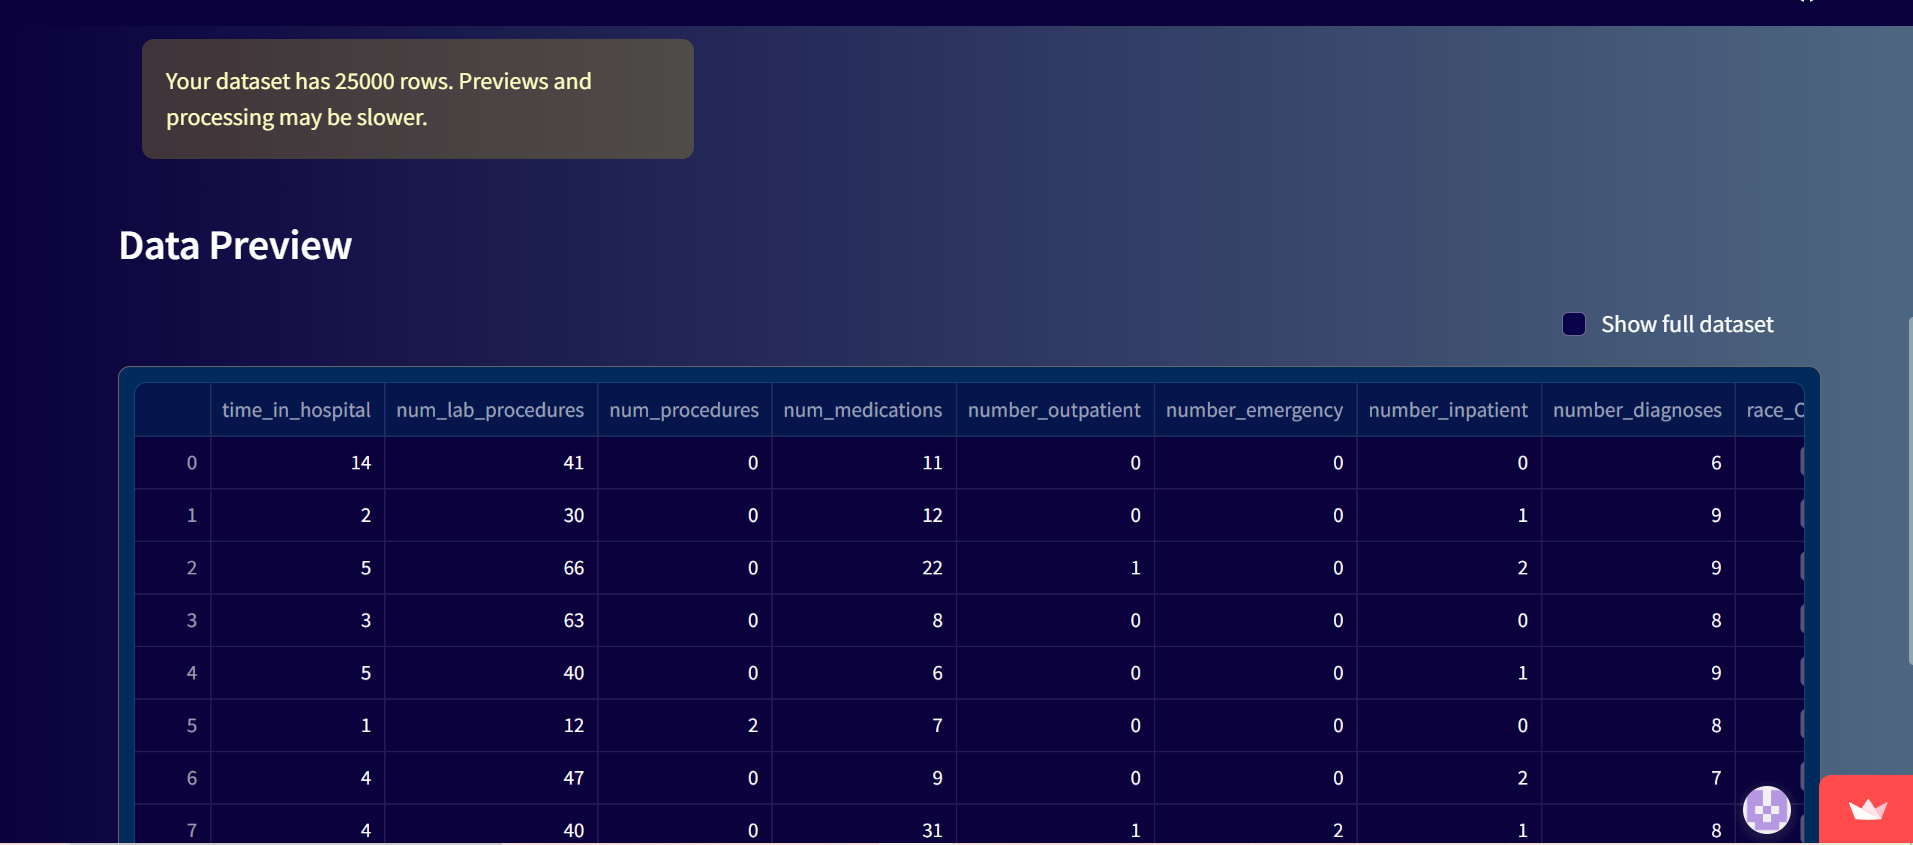 Your dataset has 25000 rows. Previews and
processing may be slower.
Data Preview
Show full dataset
time_in_hospital num_lab_procedures num_procedures num_medications number_outpatient number_emergency number_inpatient number_diagnoses race_C
0 14 41 0 11 0 0 0 6
1 2 30 0 12 0 0 1 9
2 5 66 0 22 1 0 2 9
3 3 63 0 8 0 0 0 8
4 5 40 0 6 0 0 1 9
5 1 12 2 7 0 0 0 8
6 4 47 0 9 0 0 2 7
7 4 40 0 31 1 2 1 8